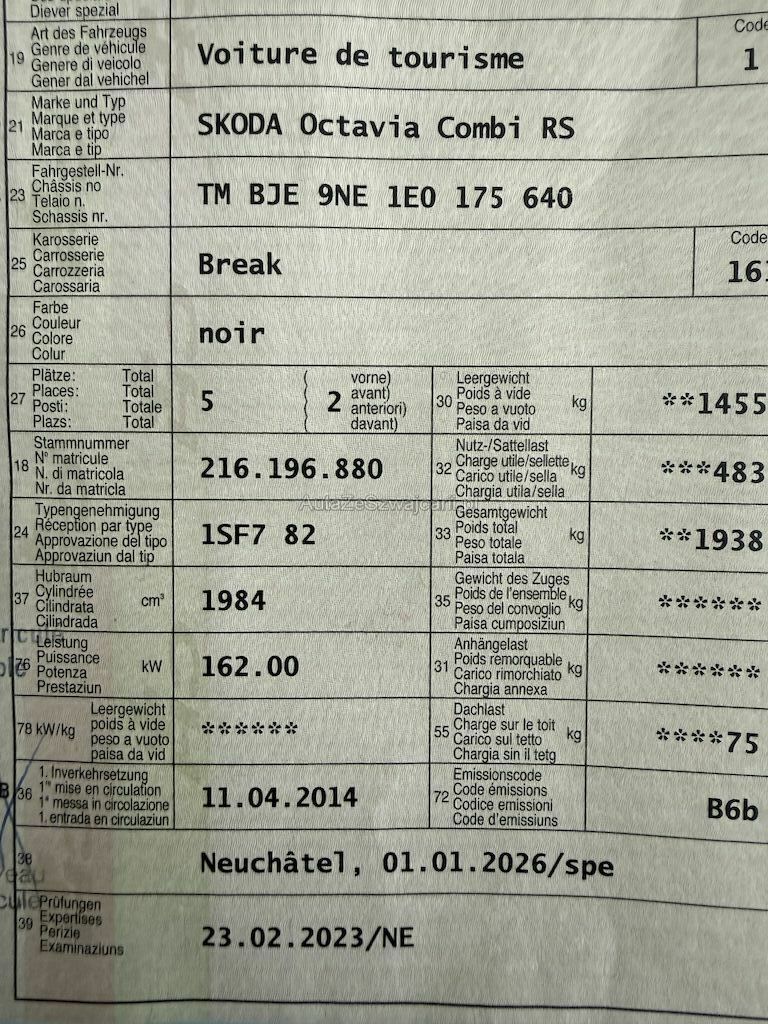 Diever spezial
19 Art des Fahrzeugs
Genre de véhicule
Genere di veicolo
Gener dal vehichel
Voiture de tourisme
Code
1
21 Marke und Typ
Marque et type
Marca e tipo
Marca e tip
SKODA Octavia Combi RS
23 Fahrgestell-Nr.
Châssis no
Telaio n.
Schassis nr.
TM BJE 9NE 1E0 175 640
25 Karosserie
Carrosserie
Carrozzeria
Carossaria
Break
Code
161
26 Farbe
Couleur
Colore
Colur
noir
27 Plätze: Total
Places: Total
Posti: Totale
Plazs: Total
5
( 2 vorne)
( avant)
( anteriori)
( davant)
30 Leergewicht
Poids à vide
Peso a vuoto
Paisa da vid
kg
**1455
18 Stammnummer
N° matricule
N. di matricola
Nr. da matricla
216.196.880
32 Nutz-/Sattellast
Charge utile/sellette
Carico utile/sella
Chargia utila/sella
kg
***483
24 Typengenehmigung
Réception par type
Approvazione del tipo
Approvaziun dal tip
1SF7 82
33 Gesamtgewicht
Poids total
Peso totale
Paisa totala
kg
**1938
37 Hubraum
Cylindrée
Cilindrata
Cilindrada
cm³
1984
35 Gewicht des Zuges
Poids de l'ensemble
Peso del convoglio
Paisa cumposiziun
kg
******
76 Leistung
Puissance
Potenza
Prestaziun
kW
162.00
31 Anhängelast
Poids remorquable
Carico rimorchiato
Chargia annexa
kg
******
78 kW/kg
Leergewicht
poids à vide
peso a vuoto
paisa da vid
******
55 Dachlast
Charge sur le toit
Carico sul tetto
Chargia sin il tetg
kg
****75
B 36 1. Inverkehrsetzung
1re mise en circulation
1a messa in circolazione
1. entrada en circulaziun
11.04.2014
72 Emissionscode
Code émissions
Codice emissioni
Code d'emissiuns
B6b
38
Neuchâtel, 01.01.2026/spe
39 Prüfungen
Expertises
Perizie
Examinaziuns
23.02.2023/NE